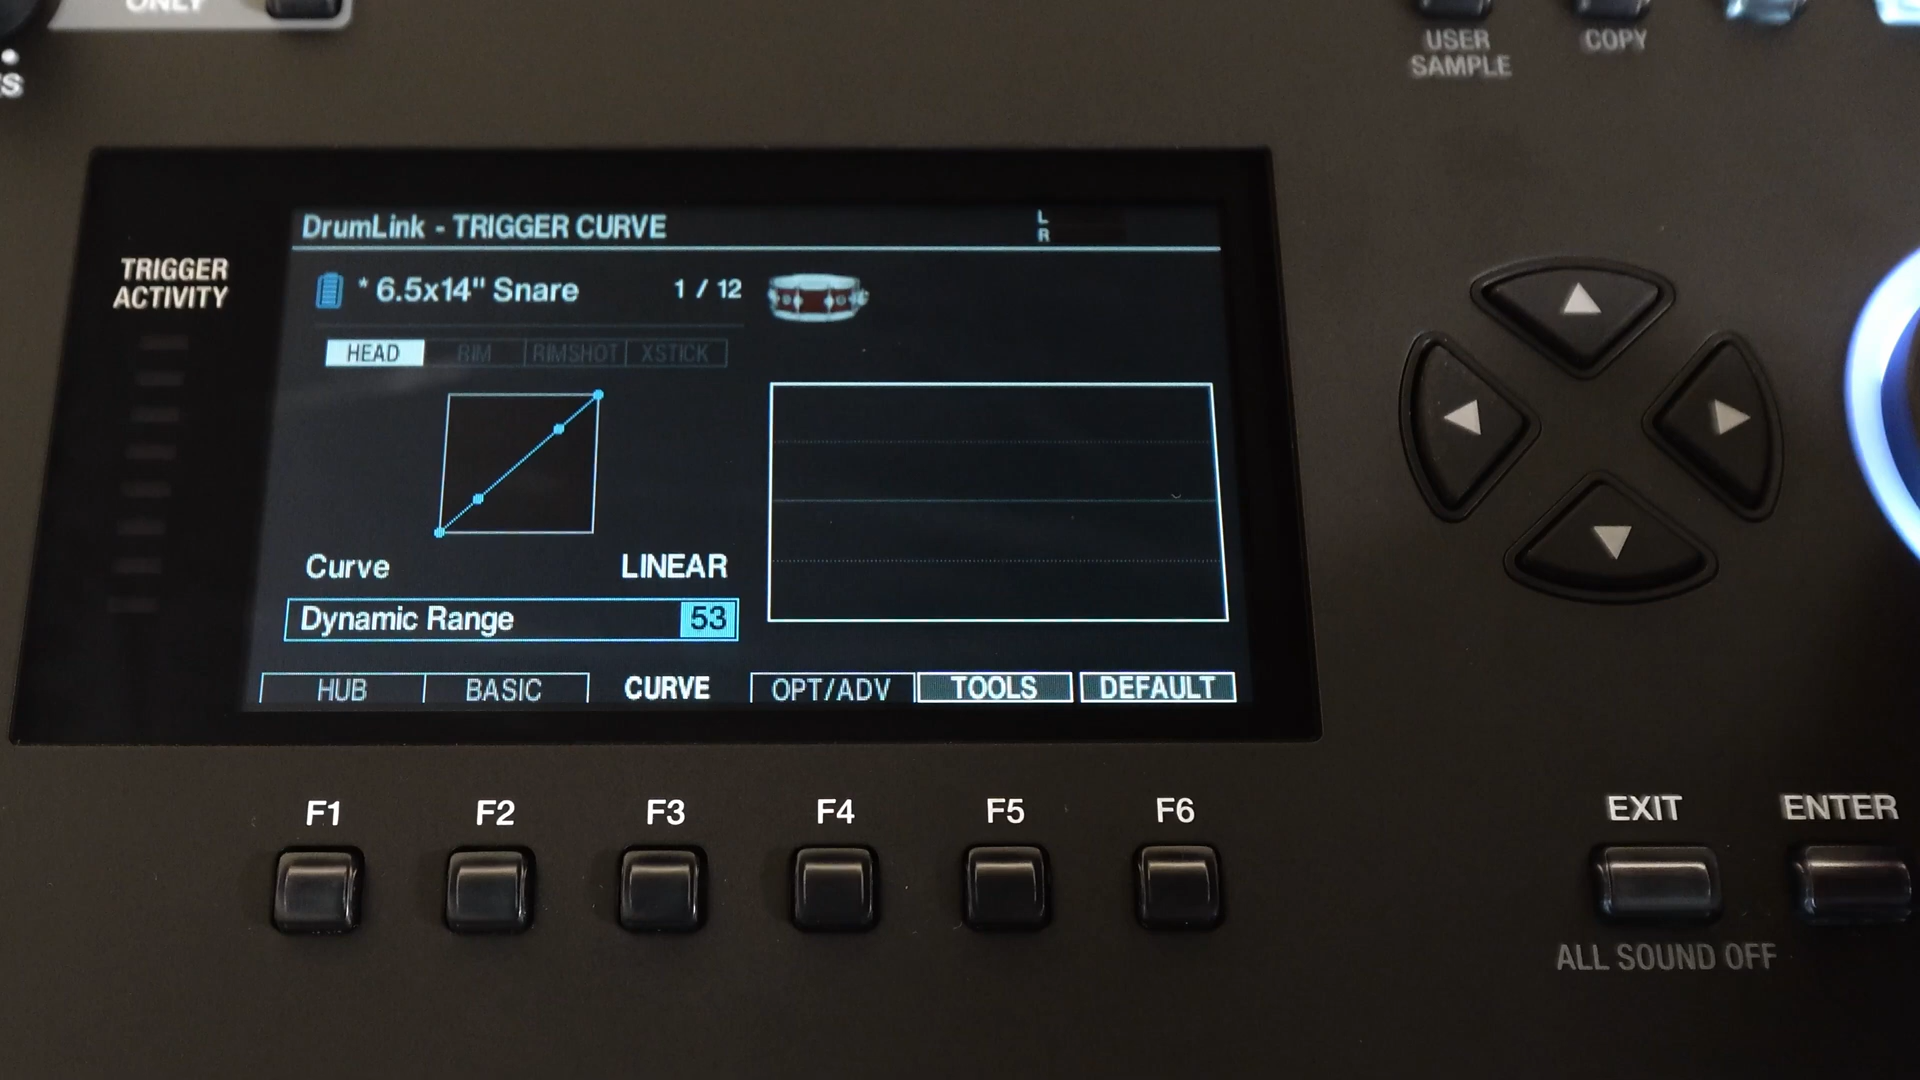 ONLY
USER
SAMPLE
COPY
TRIGGER
ACTIVITY
DrumLink - TRIGGER CURVE
L
R
* 6.5x14" Snare
1 / 12
HEAD
RIM
RIMSHOT
XSTICK
Curve
LINEAR
Dynamic Range
53
HUB
BASIC
CURVE
OPT/ADV
TOOLS
DEFAULT
F1
F2
F3
F4
F5
F6
EXIT
ENTER
ALL SOUND OFF